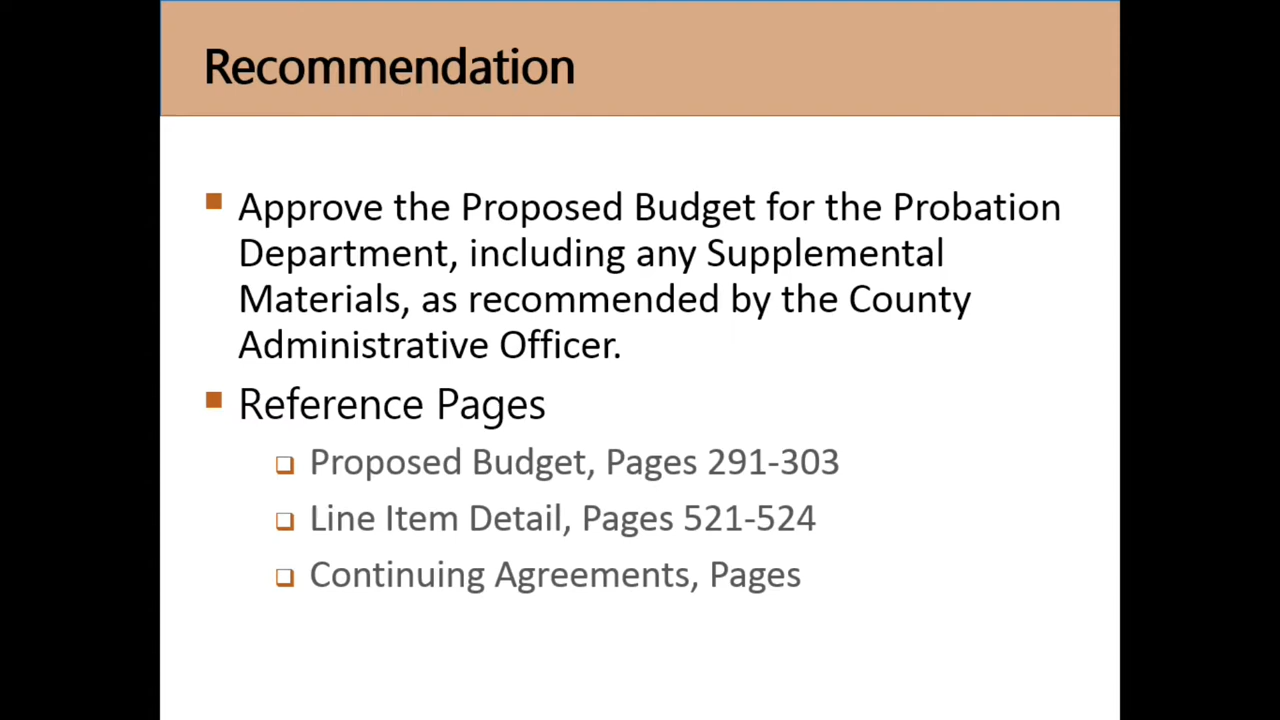 Recommendation
Approve the Proposed Budget for the Probation
Department, including any Supplemental
Materials, as recommended by the County
Administrative Officer.
Reference Pages
Proposed Budget, Pages 291-303
Line Item Detail, Pages 521-524
Continuing Agreements, Pages